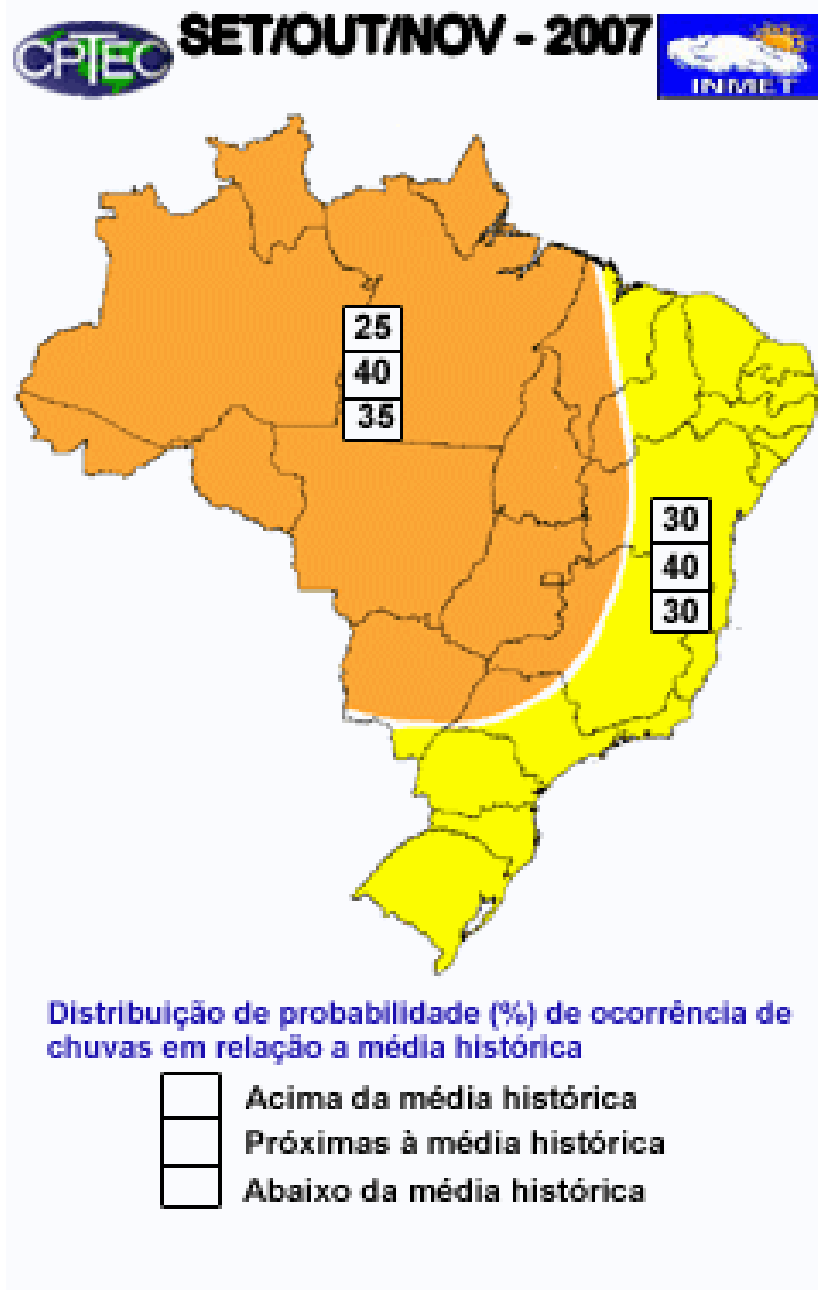 CPTEC
SET/OUT/NOV - 2007
INMET
25
40
35
30
40
30
Distribuição de probabilidade (%) de ocorrência de
chuvas em relação a média histórica
Acima da média histórica
Próximas à média histórica
Abaixo da média histórica